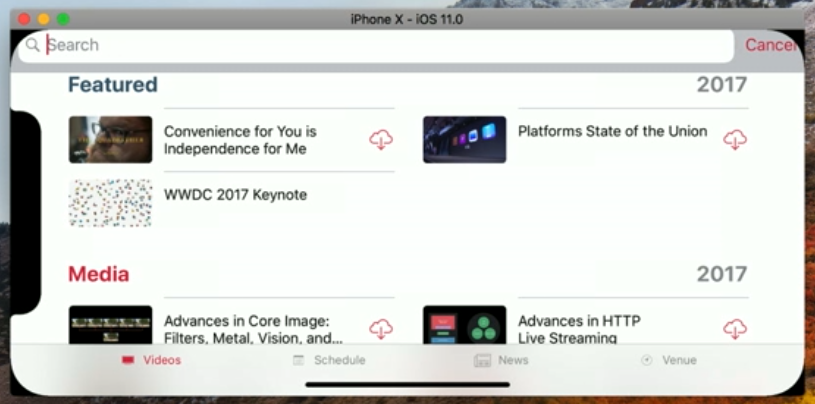 iPhone X - iOS 11.0
Search
Cancel
Featured
2017
Convenience for You is
Independence for Me
Platforms State of the Union
WWDC 2017 Keynote
Media
2017
Advances in Core Image:
Filters, Metal, Vision, and...
Advances in HTTP
Live Streaming
Videos
Schedule
News
Venue